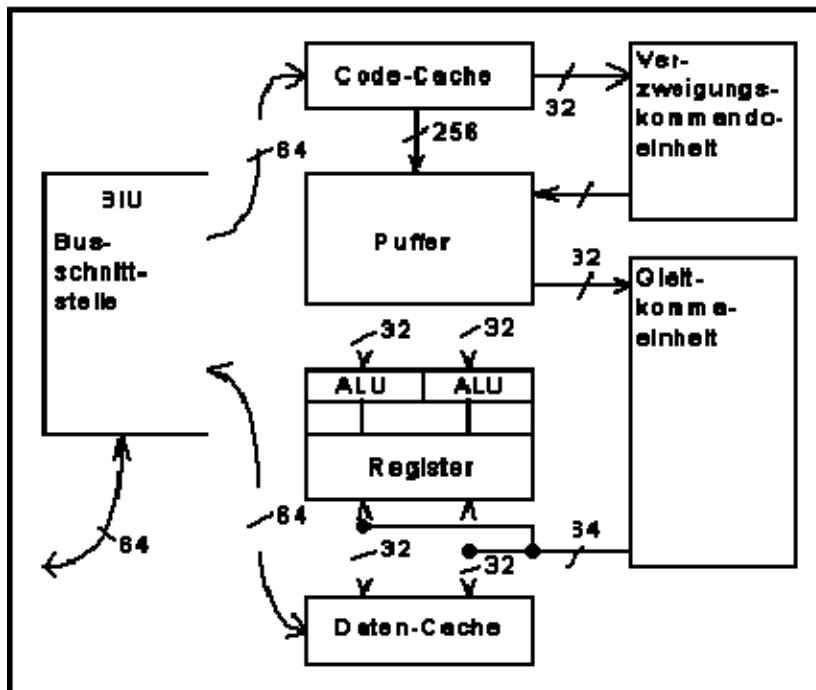 Code-Cache
32
Ver-
zweigungs-
kommando-
einheit
256
64
BIU
Bus-
schnitt-
stelle
Puffer
32
Gleit-
komma-
einheit
32
32
ALU
ALU
Register
64
64
32
32
34
Daten-Cache